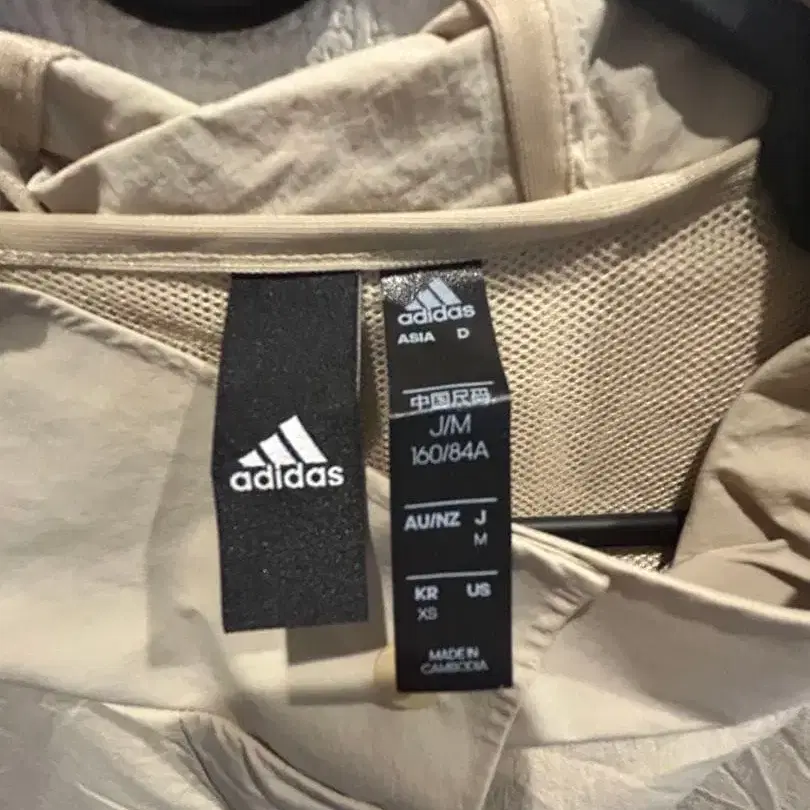 adidas
adidas
ASIA D
中国尺码
J/M
160/84A
AU/NZ J
M
KR US
XS
MADE IN
CAMBODIA